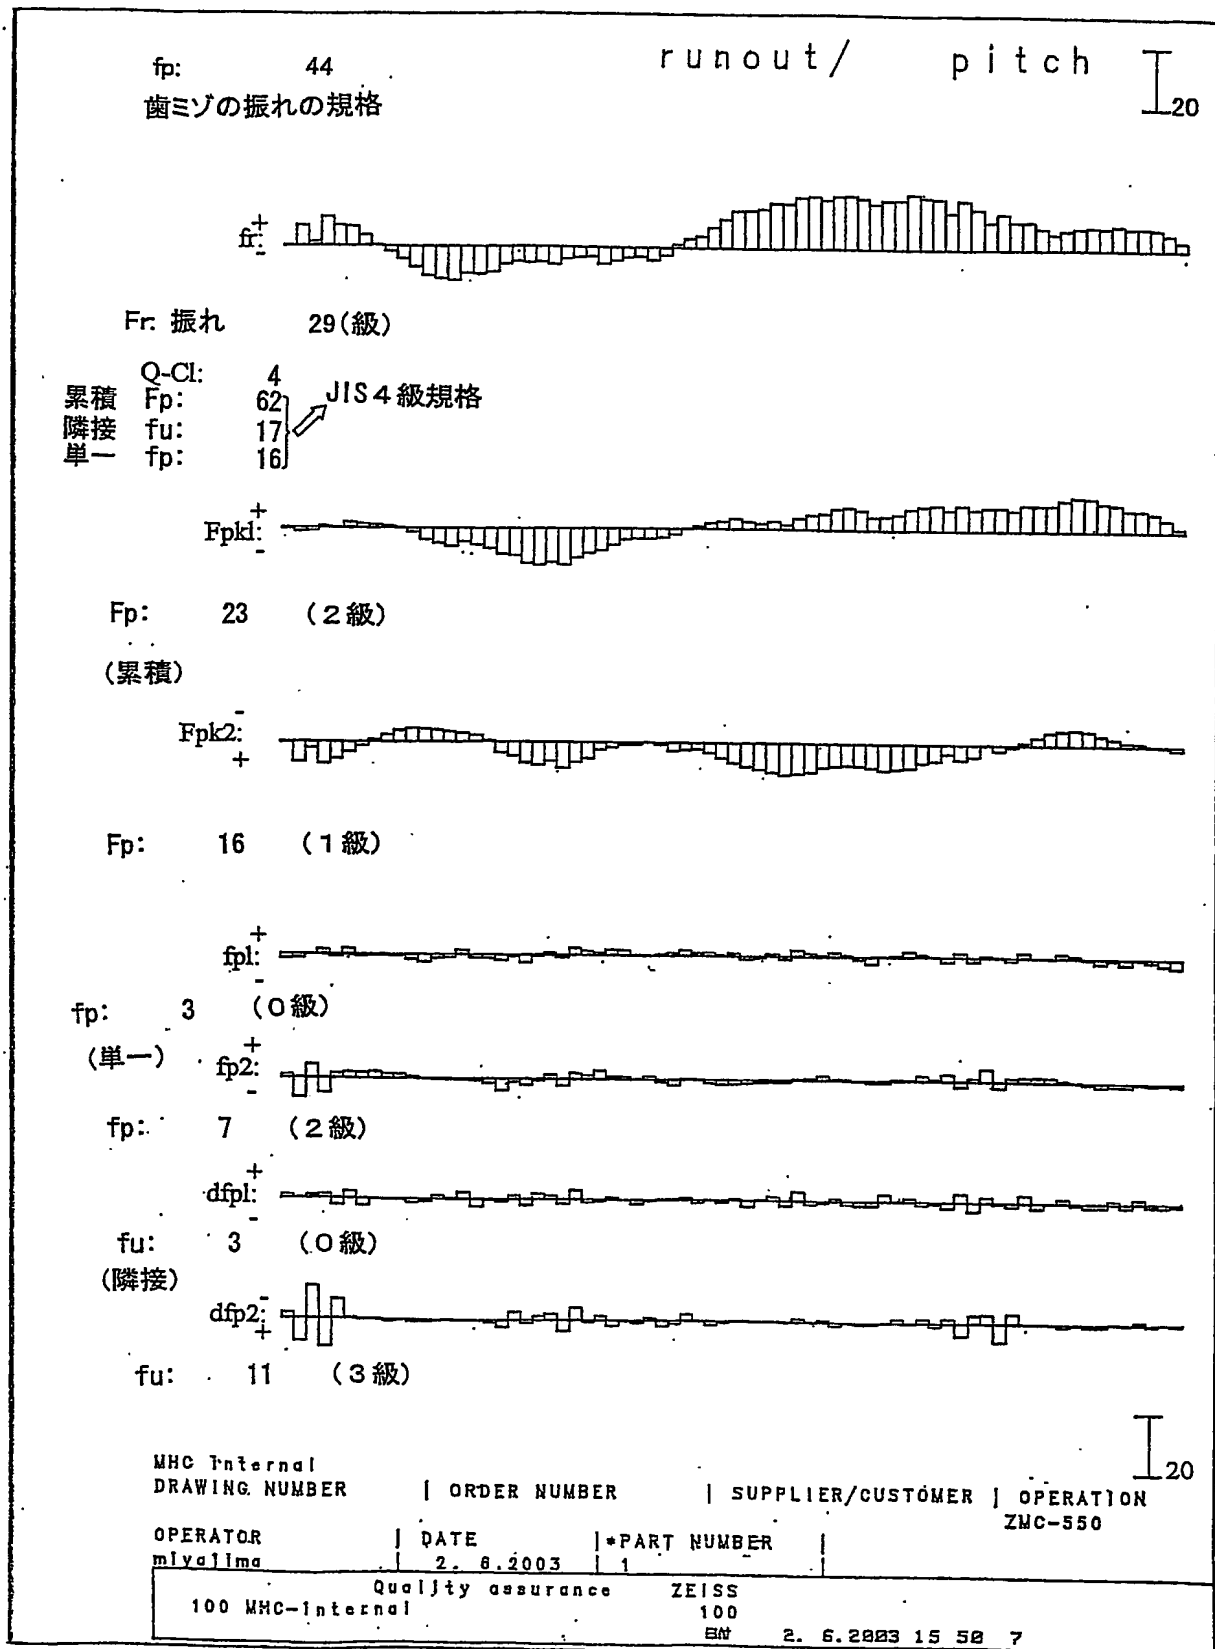 fp: 44
runout/ pitch
20
歯ミゾの振れの規格
+
fr:
-
Fr: 振れ 29(級)
Q-Cl: 4
累積 Fp: 62
JIS4級規格
隣接 fu: 17
単一 fp: 16
+
Fpkl:
-
Fp: 23 (2級)
(累積)
-
Fpk2:
+
Fp: 16 (1級)
+
fpl:
-
fp: 3 (0級)
(単一)
+
fp2:
-
fp: 7 (2級)
+
dfpl:
-
fu: 3 (0級)
(隣接)
-
dfp2:
+
fu: 11 (3級)
20
MHC Internal
DRAWING NUMBER | ORDER NUMBER | SUPPLIER/CUSTOMER | OPERATION
ZMC-550
OPERATOR | DATE |*PART NUMBER |
miyajima | 2. 6.2003 | 1 |
Quality assurance ZEISS
100 MHC-Internal 100
2. 6.2003 15 50 7